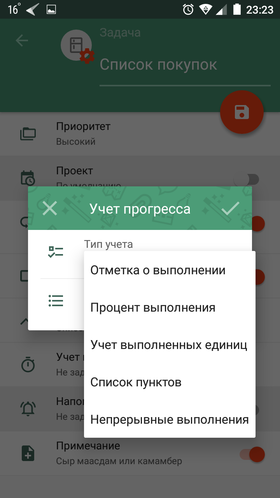 16°
23:23
Задача
Список покупок
Приоритет
Высокий
Проект
По умолчанию
Учет прогресса
Тип учета
Отметка о выполнении
Процент выполнения
Учет выполненных единиц
Список пунктов
Непрерывные выполнения
Учет
Не зад
Напо
Не зад
Примечание
Сыр маасдам или камамбер